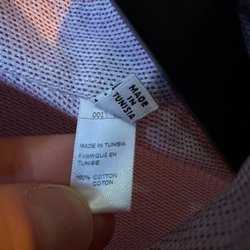 MADE
IN
TUNISIA
MADE IN TUNISIA
FABRIQUÉ EN
TUNISIE
100% COTTON
COTON